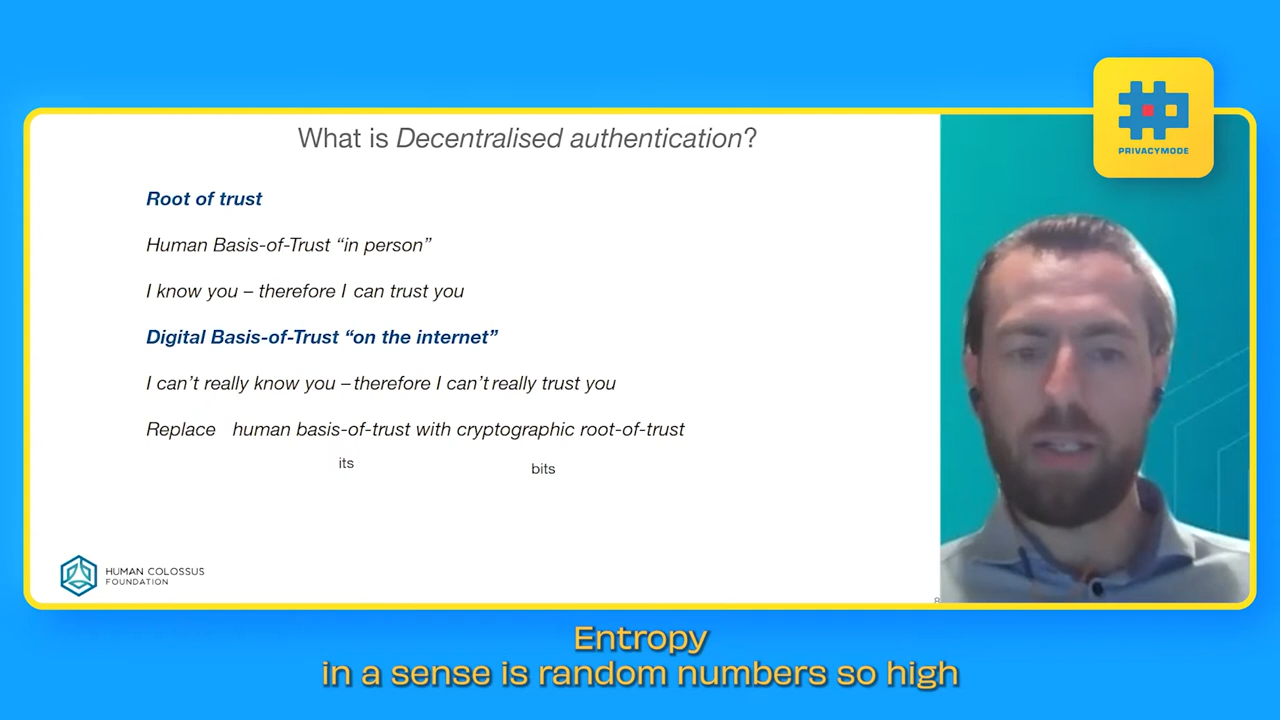 PRIVACYMODE
What is Decentralised authentication?
Root of trust
Human Basis-of-Trust “in person”
I know you – therefore I can trust you
Digital Basis-of-Trust “on the internet”
I can’t really know you – therefore I can’t really trust you
Replace human basis-of-trust with cryptographic root-of-trust
its
bits
HUMAN COLOSSUS
FOUNDATION
8
Entropy
in a sense is random numbers so high